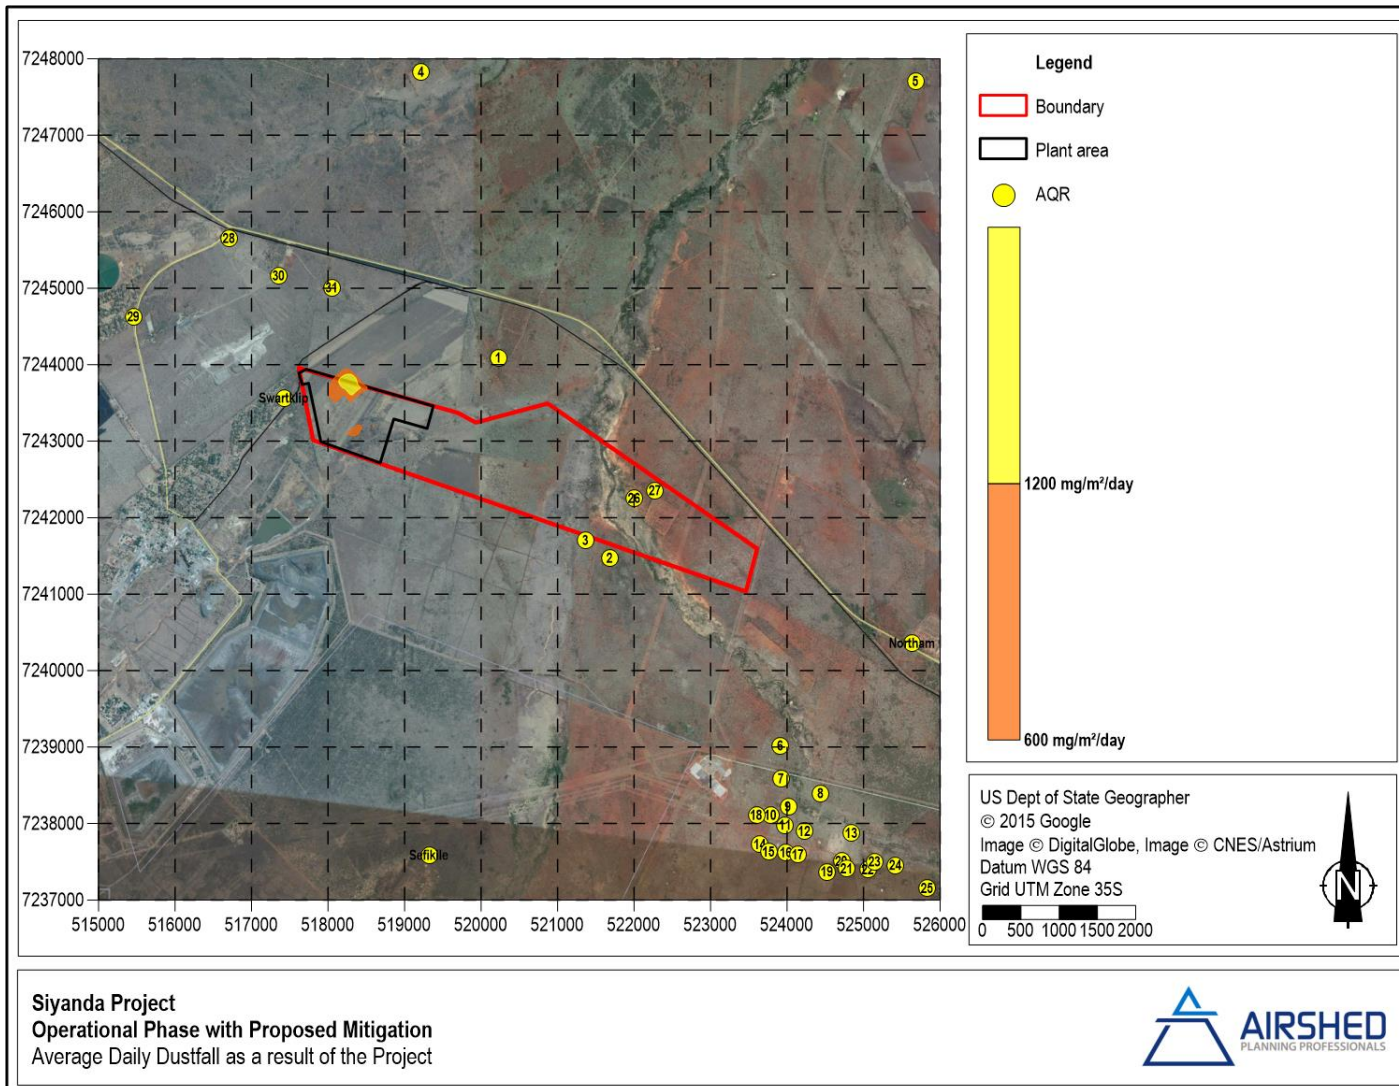 7248000
7247000
7246000
7245000
7244000
7243000
7242000
7241000
7240000
7239000
7238000
7237000
515000 516000 517000 518000 519000 520000 521000 522000 523000 524000 525000 526000
4
5
28
30
31
29
1
Swartklip
27
26
3
2
Northam
6
7
8
9
18 10
11
12
13
14
15 16 17
Sefikile
20 23
24
19 21 22
25
Legend
Boundary
Plant area
AQR
1200 mg/m²/day
600 mg/m²/day
US Dept of State Geographer
© 2015 Google
Image © DigitalGlobe, Image © CNES/Astrium
Datum WGS 84
Grid UTM Zone 35S
0 500 1000 1500 2000
N
Siyanda Project
Operational Phase with Proposed Mitigation
Average Daily Dustfall as a result of the Project
AIRSHED
PLANNING PROFESSIONALS